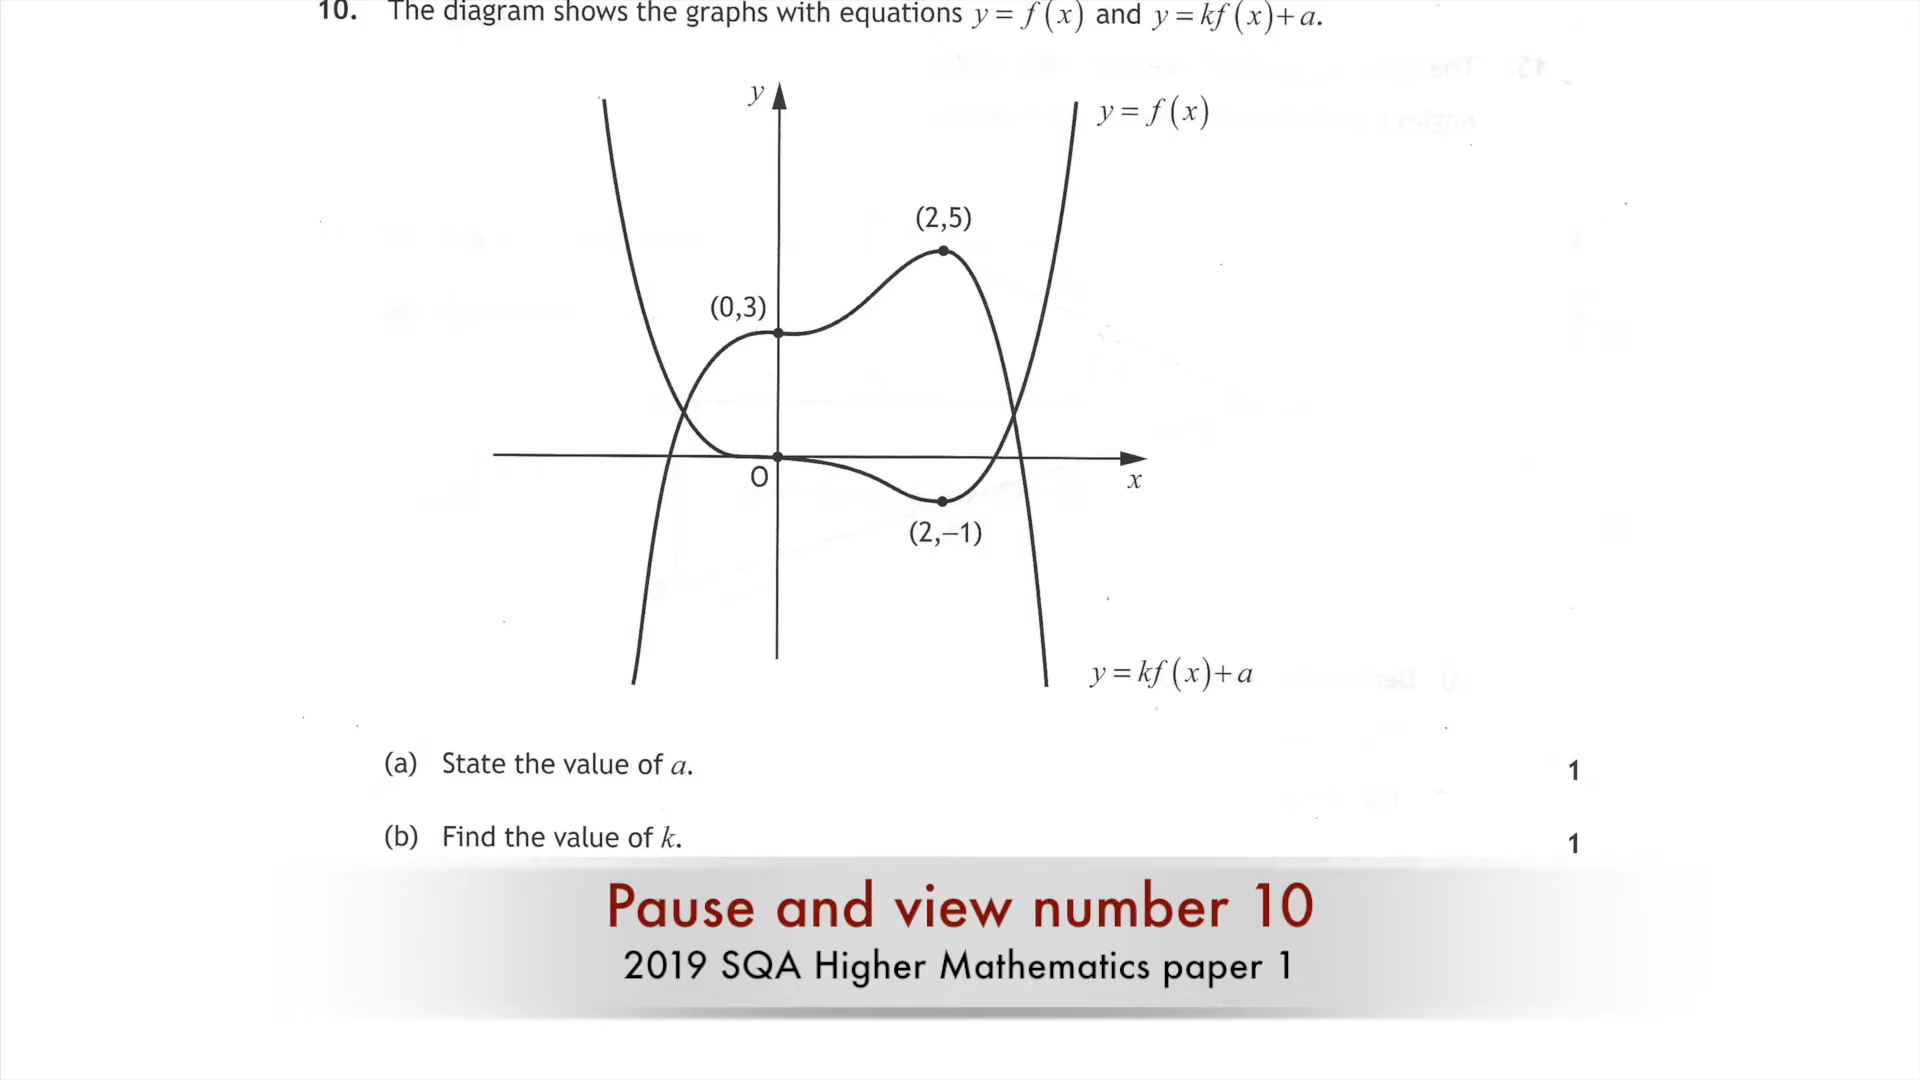 10. The diagram shows the graphs with equations y = f(x) and y = kf(x)+a.
y
y = f(x)
(2,5)
(0,3)
O
x
(2,−1)
y = kf(x)+a
(a) State the value of a. 1
(b) Find the value of k. 1
Pause and view number 10
2019 SQA Higher Mathematics paper 1